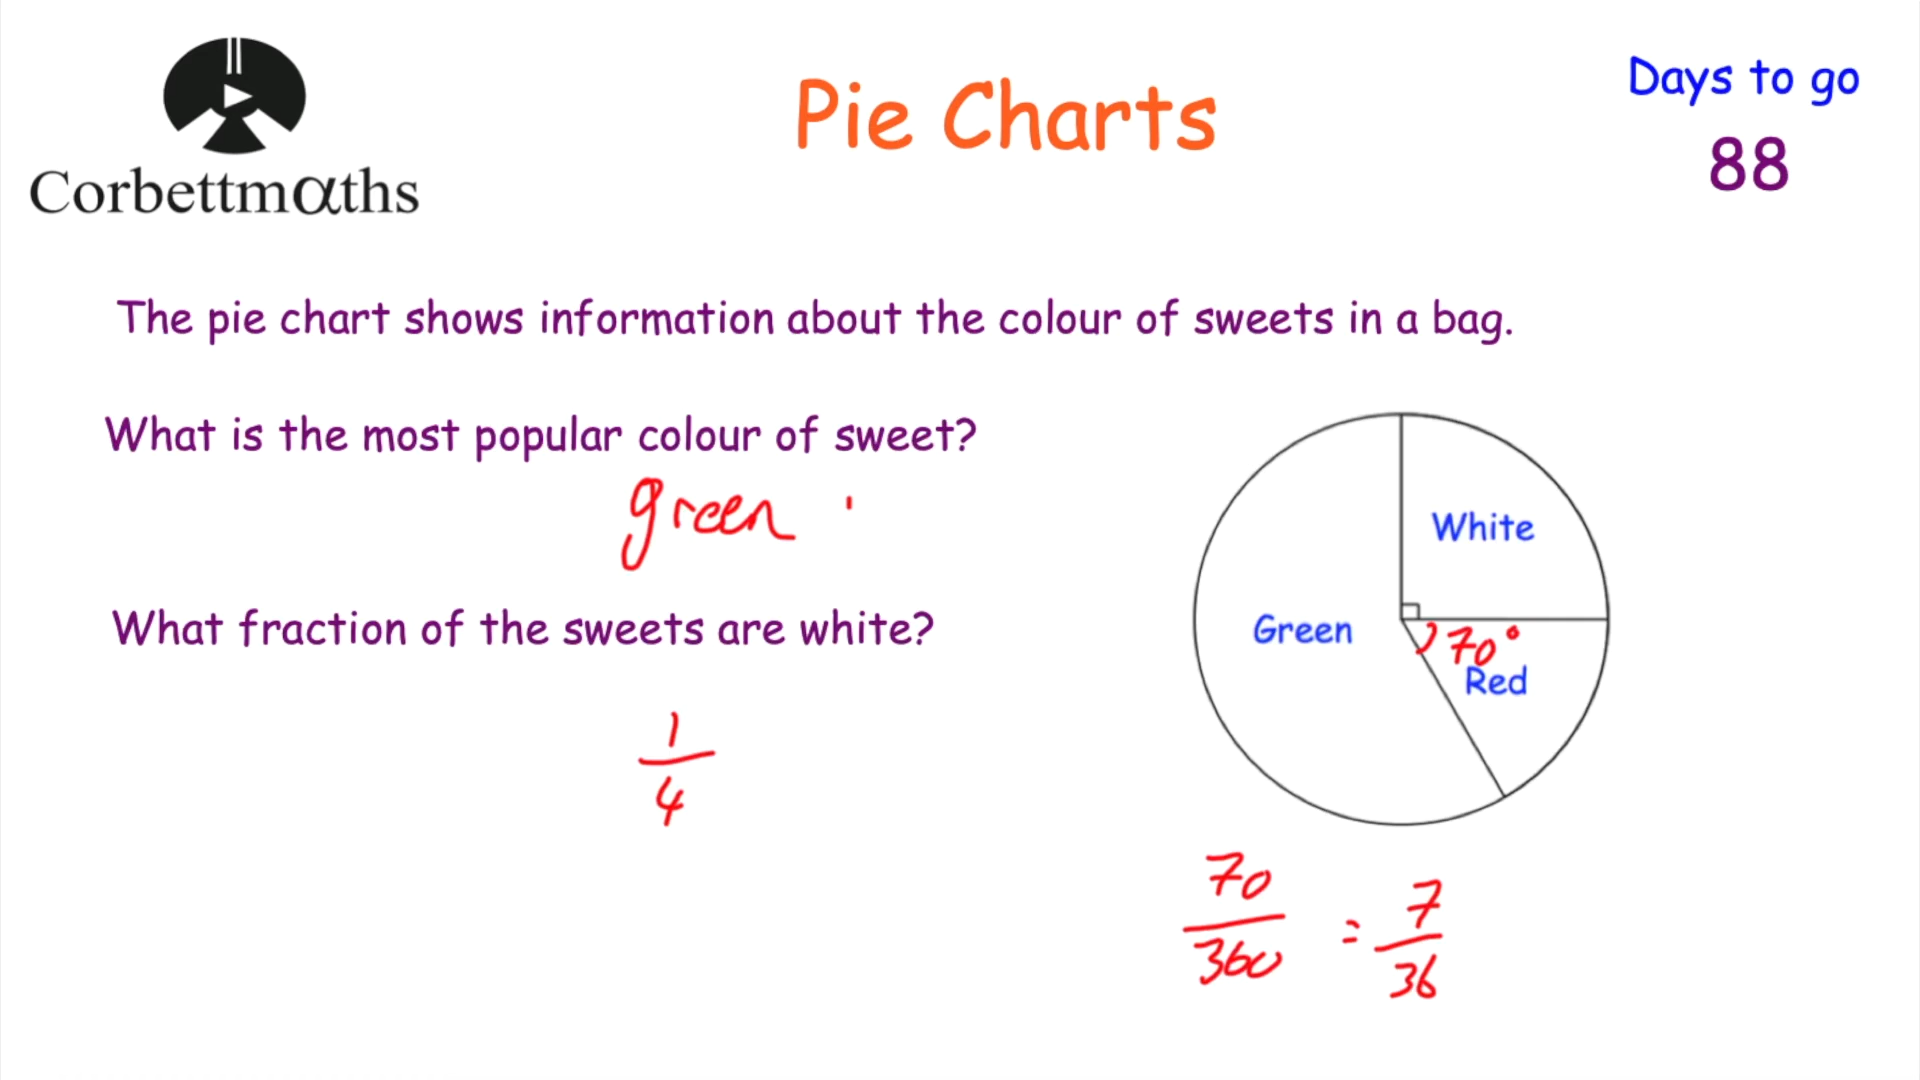 Corbettmαths
Pie Charts
Days to go
88
The pie chart shows information about the colour of sweets in a bag.
What is the most popular colour of sweet?
green
What fraction of the sweets are white?
1
4
White
Green
70°
Red
70
360
=
7
36